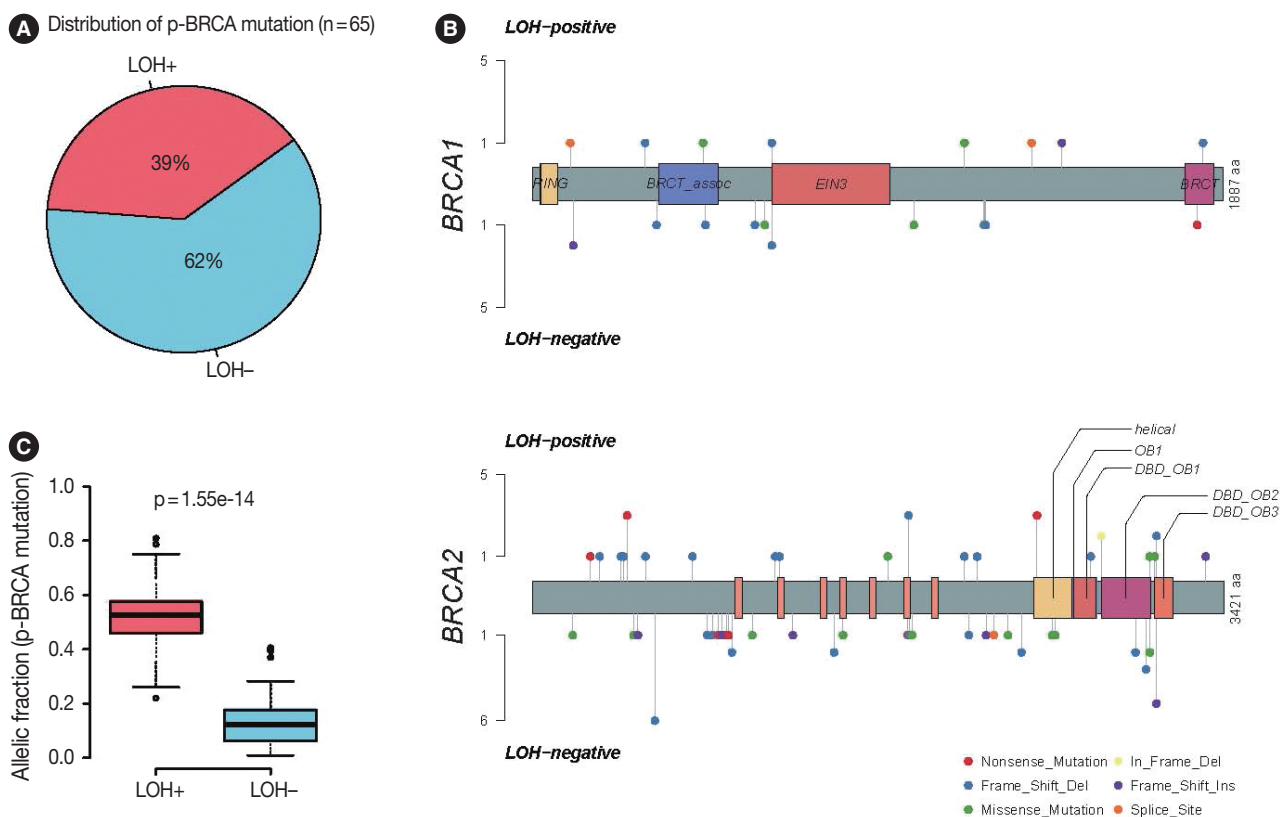 A Distribution of p-BRCA mutation (n=65)
LOH+
39%
62%
LOH–
B
LOH–positive
5
1
BRCA1
RING
BRCT_assoc
EIN3
BRCT
1887 aa
1
5
LOH–negative
LOH–positive
5
1
BRCA2
helical
OB1
DBD_OB1
DBD_OB2
DBD_OB3
3421 aa
1
6
LOH–negative
Nonsense_Mutation
In_Frame_Del
Frame_Shift_Del
Frame_Shift_Ins
Missense_Mutation
Splice_Site
C
Allelic fraction (p-BRCA mutation)
p=1.55e-14
1.0
0.8
0.6
0.4
0.2
0.0
LOH+
LOH–